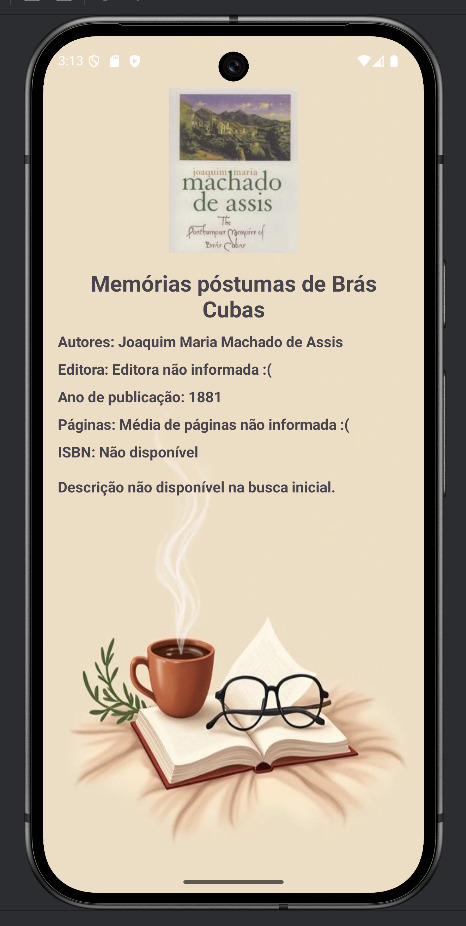 3:13
joaquim maria
machado
de assis
The
Posthumous Memoirs of
Brás Cubas
Memórias póstumas de Brás
Cubas
Autores: Joaquim Maria Machado de Assis
Editora: Editora não informada :(
Ano de publicação: 1881
Páginas: Média de páginas não informada :(
ISBN: Não disponível
Descrição não disponível na busca inicial.